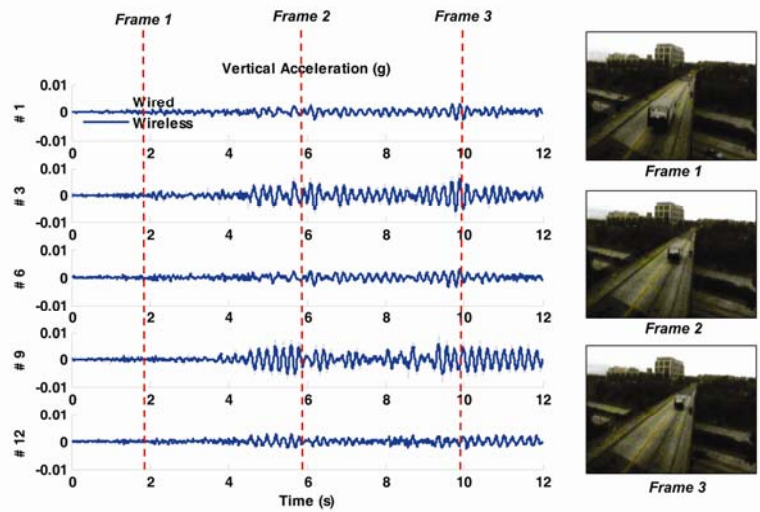 Frame 1 Frame 2 Frame 3
Vertical Acceleration (g)
0.01
# 1
0
-0.01
Wired
Wireless
0 2 4 6 8 10 12
0.01
# 3
0
-0.01
0 2 4 6 8 10 12
0.01
# 6
0
-0.01
0 2 4 6 8 10 12
0.01
# 9
0
-0.01
0 2 4 6 8 10 12
0.01
# 12
0
-0.01
0 2 4 6 8 10 12
Time (s)
Frame 1
Frame 2
Frame 3